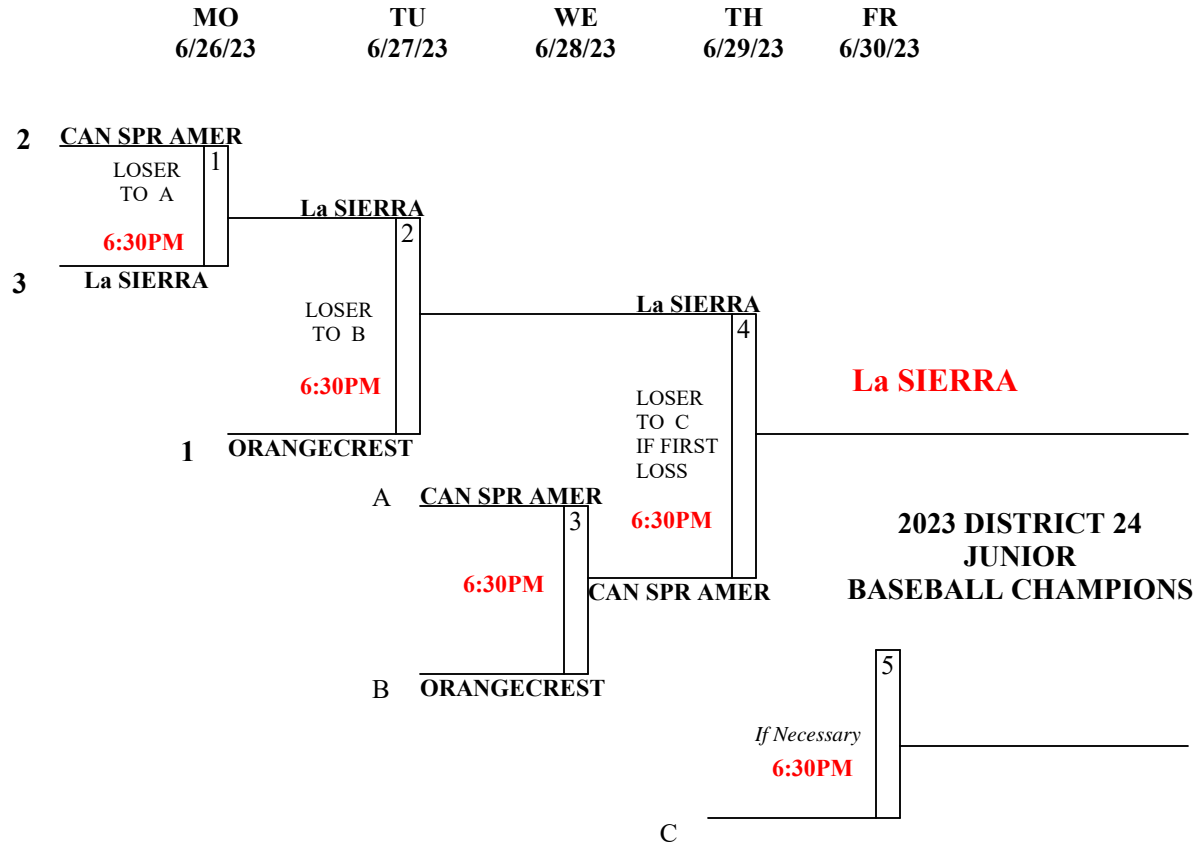 MO TU WE TH FR
6/26/23 6/27/23 6/28/23 6/29/23 6/30/23
2 CAN SPR AMER
1
LOSER
TO A
6:30PM
3 La SIERRA
La SIERRA
2
LOSER
TO B
6:30PM
1 ORANGECREST
La SIERRA
4
LOSER
TO C
IF FIRST
LOSS
6:30PM
La SIERRA
A CAN SPR AMER
3
6:30PM
CAN SPR AMER
B ORANGECREST
2023 DISTRICT 24
JUNIOR
BASEBALL CHAMPIONS
5
If Necessary
6:30PM
C